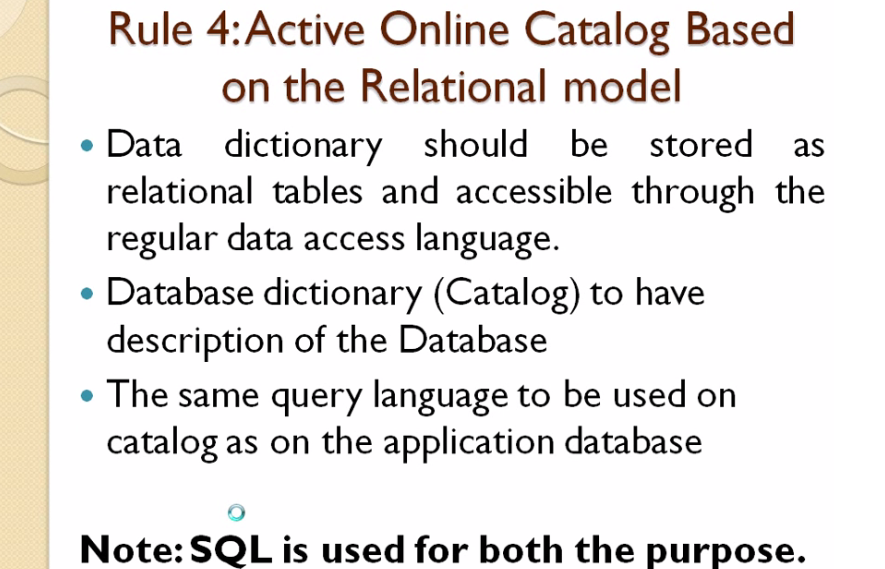 Rule 4: Active Online Catalog Based
on the Relational model
• Data dictionary should be stored as
relational tables and accessible through the
regular data access language.
• Database dictionary (Catalog) to have
description of the Database
• The same query language to be used on
catalog as on the application database
Note: SQL is used for both the purpose.